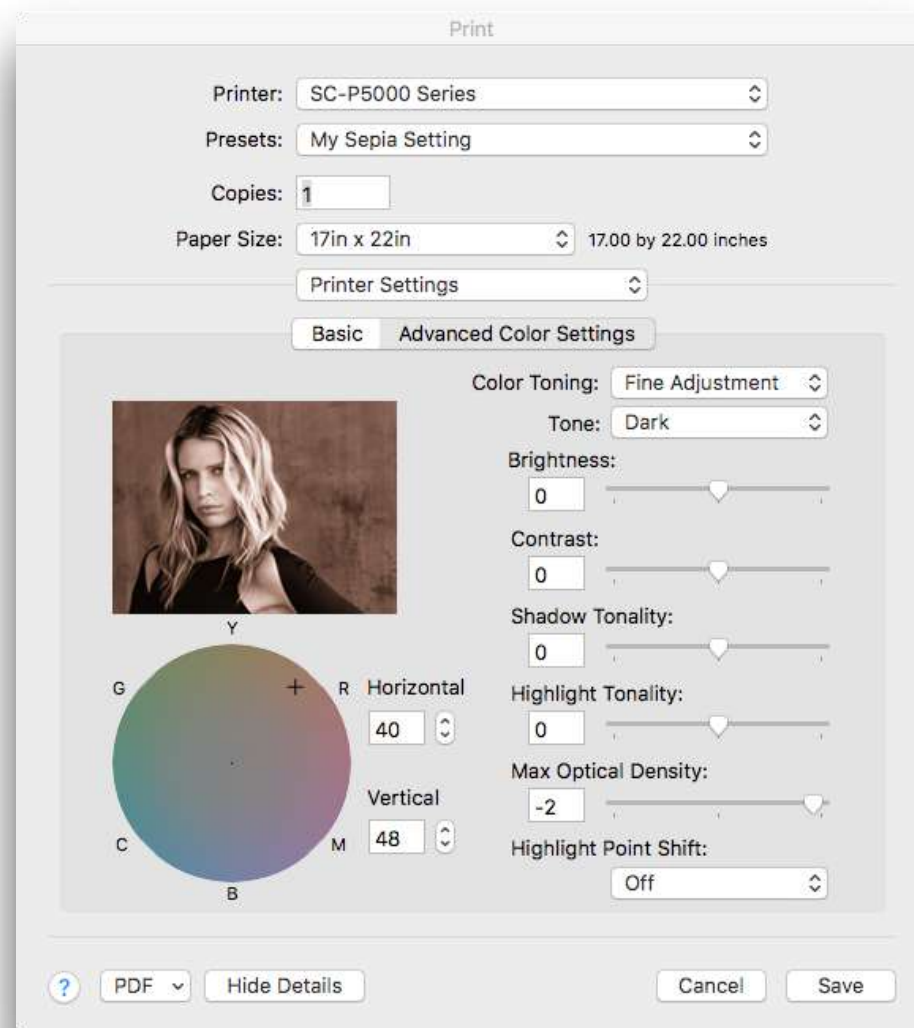 Print
Printer: SC-P5000 Series
Presets: My Sepia Setting
Copies: 1
Paper Size: 17in x 22in 17.00 by 22.00 inches
Printer Settings
Basic Advanced Color Settings
Color Toning: Fine Adjustment
Tone: Dark
Brightness:
0
Contrast:
0
Shadow Tonality:
0
Highlight Tonality:
0
Max Optical Density:
-2
Highlight Point Shift:
Off
Y
G R
C M
B
Horizontal
40
Vertical
48
? PDF Hide Details Cancel Save